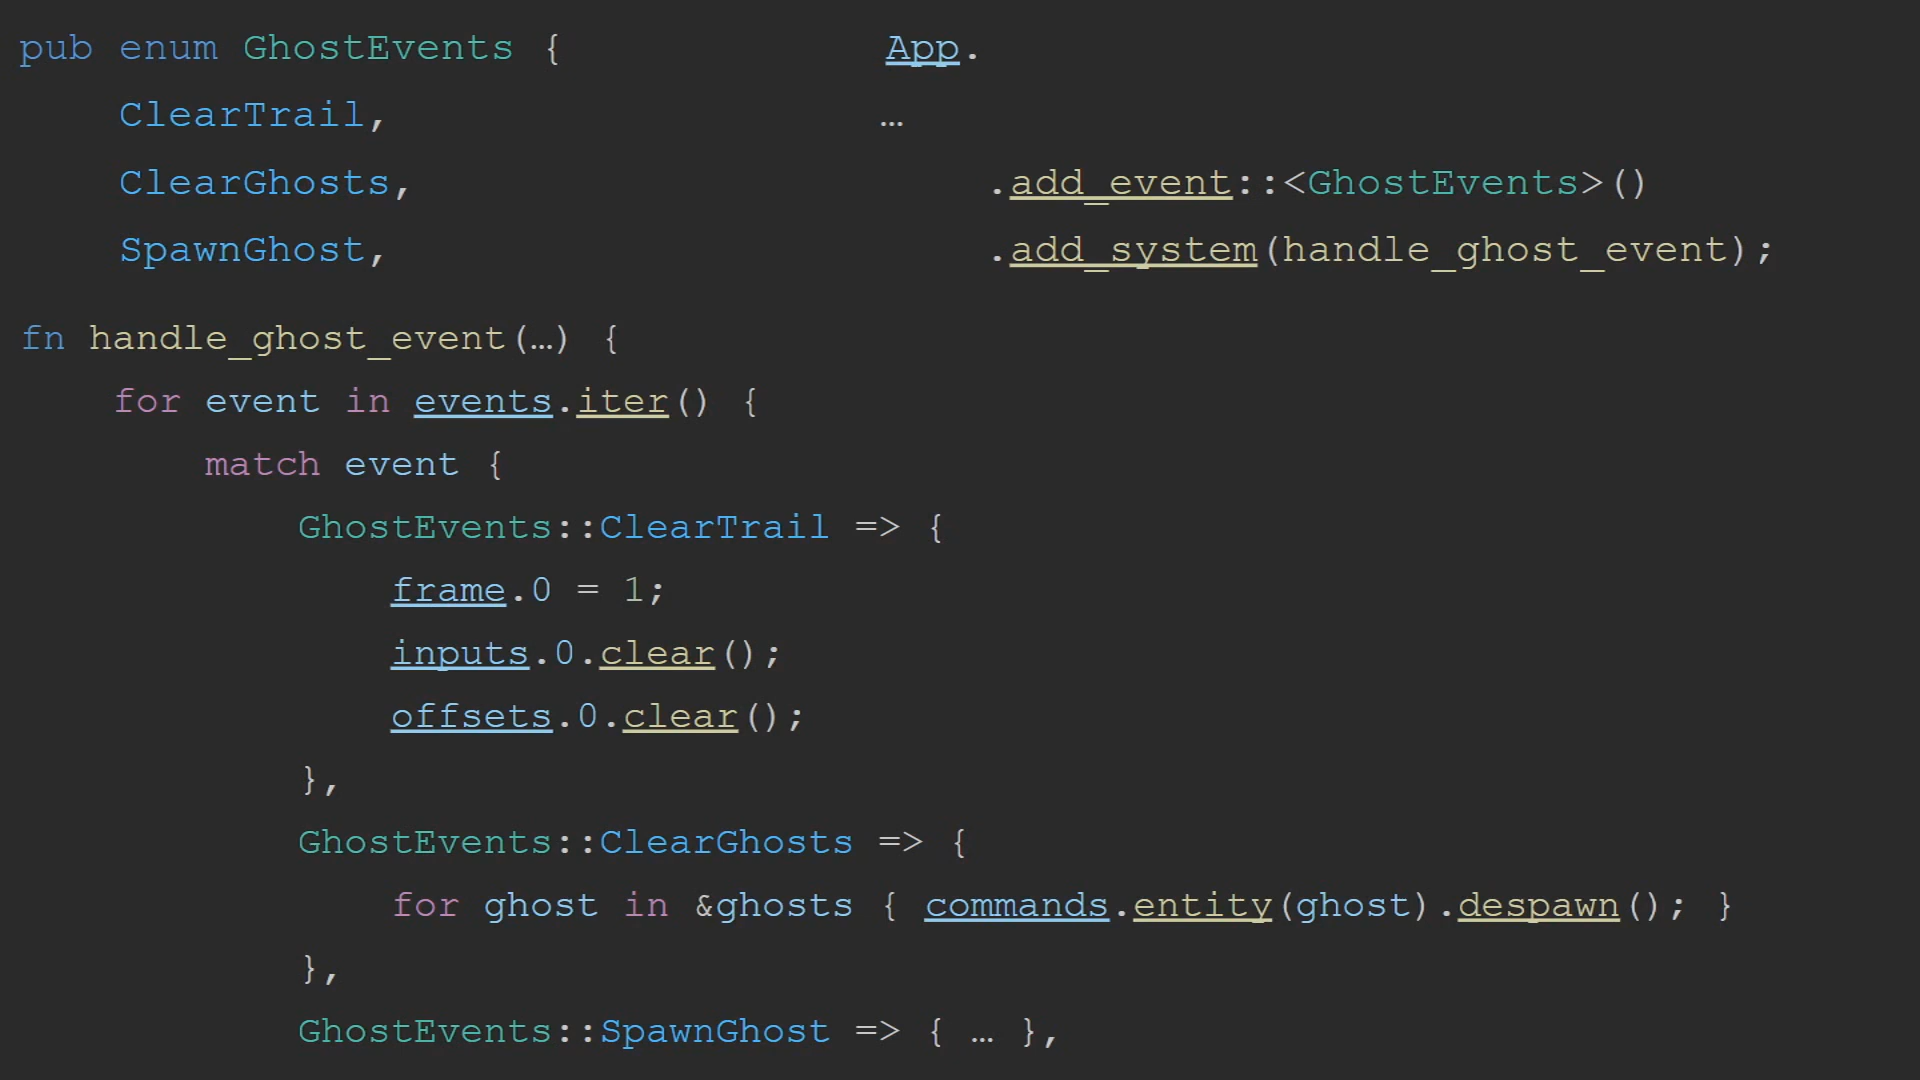 pub enum GhostEvents {
    ClearTrail,
    ClearGhosts,
    SpawnGhost,
App.
…
    .add_event::<GhostEvents>()
    .add_system(handle_ghost_event);
fn handle_ghost_event(…) {
    for event in events.iter() {
        match event {
            GhostEvents::ClearTrail => {
                frame.0 = 1;
                inputs.0.clear();
                offsets.0.clear();
            },
            GhostEvents::ClearGhosts => {
                for ghost in &ghosts { commands.entity(ghost).despawn(); }
            },
            GhostEvents::SpawnGhost => { … },